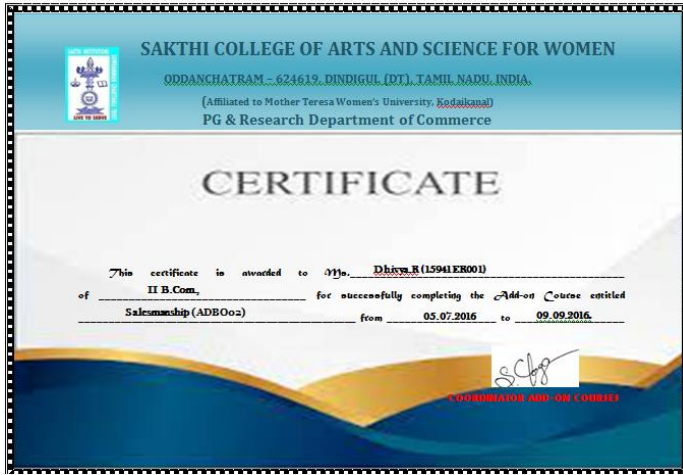 SAKTHI COLLEGE OF ARTS AND SCIENCE FOR WOMEN
ODDANCHATRAM – 624619, DINDIGUL (DT), TAMIL NADU, INDIA.
(Affiliated to Mother Teresa Women's University, Kodaikanal)
PG & Research Department of Commerce
LIVE TO SERVE
CERTIFICATE
This certificate is awarded to Ms. Dhivya.R (15941ER001)
of II B.Com., for successfully completing the Add-on Course entitled
Salesmanship (ADBO02) from 05.07.2016 to 09.09.2016.
COORDINATOR ADD-ON COURSES